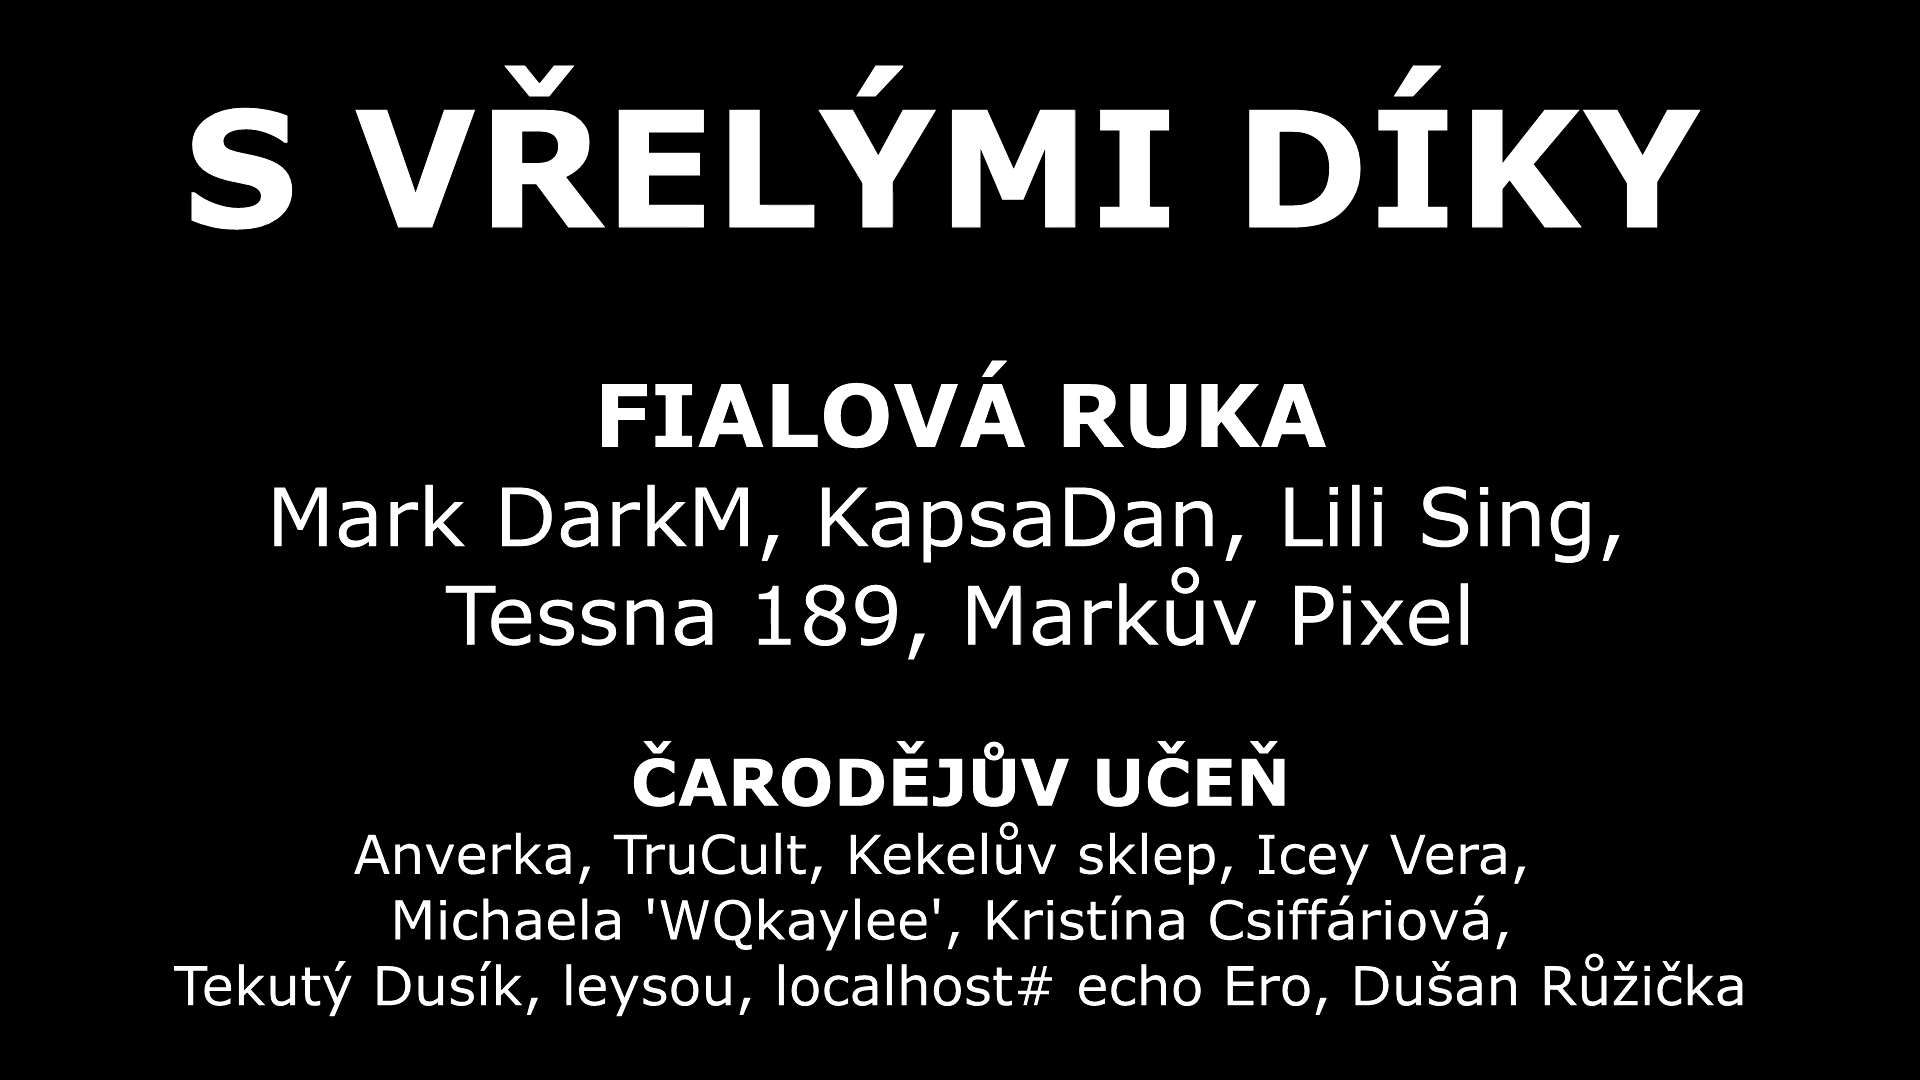 S VŘELÝMI DÍKY
FIALOVÁ RUKA
Mark DarkM, KapsaDan, Lili Sing,
Tessna 189, Markův Pixel
ČARODĚJŮV UČEŇ
Anverka, TruCult, Kekelův sklep, Icey Vera,
Michaela 'WQkaylee', Kristína Csiffáriová,
Tekutý Dusík, leysou, localhost# echo Ero, Dušan Růžička